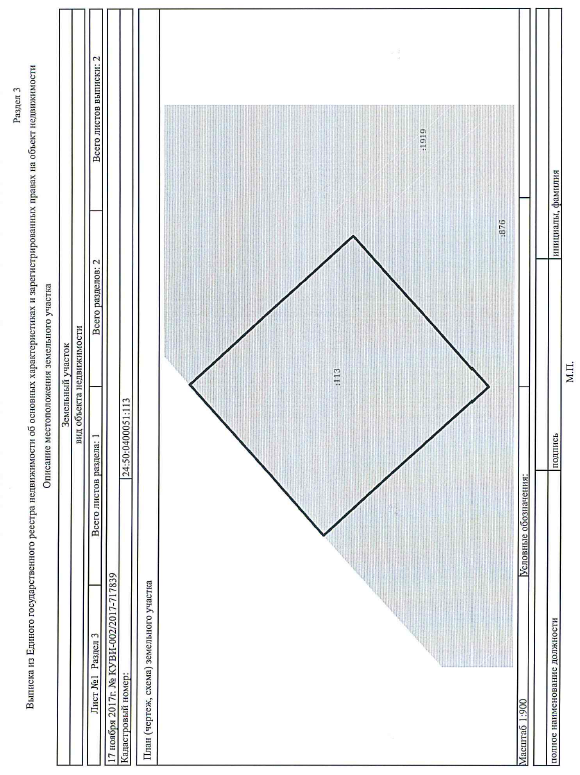 Раздел 3
Выписка из Единого государственного реестра недвижимости об основных характеристиках и зарегистрированных правах на объект недвижимости
Описание местоположения земельного участка
Земельный участок
вид объекта недвижимости
Лист №1 Раздел 3 Всего листов раздела: 1 Всего разделов: 2 Всего листов выписки: 2
17 ноября 2017г. № КУВИ-002/2017-717839
Кадастровый номер: 24:50:0400051:113
План (чертеж, схема) земельного участка
:113
:1919
:876
Масштаб 1:900 Условные обозначения:
полное наименование должности подпись инициалы, фамилия
М.П.